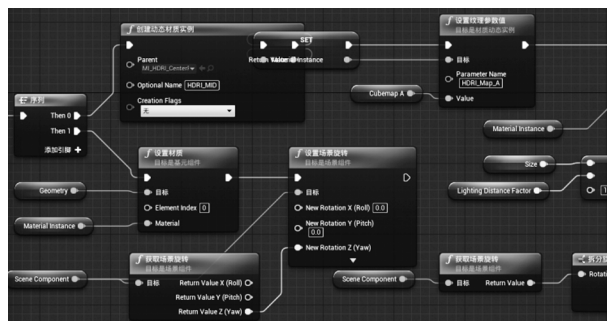 序列
Then 0
Then 1
添加引脚 +
创建动态材质实例
Parent
MI_HDRI_Center
Optional Name HDRI_MID
Creation Flags
无
SET
Material Instance
设置纹理参数值
目标是材质动态实例
目标
Parameter Name
HDRI_Map_A
Value
Cubemap A
Material Instance
Size
Lighting Distance Factor
Geometry
Material Instance
设置材质
目标是基元组件
目标
Element Index 0
Material
设置场景旋转
目标是场景组件
目标
New Rotation X (Roll) 0.0
New Rotation Y (Pitch)
0.0
New Rotation Z (Yaw)
Scene Component
获取场景旋转
目标是场景组件
目标 Return Value X (Roll)
Return Value Y (Pitch)
Return Value Z (Yaw)
Scene Component
获取场景旋转
目标是场景组件
目标 Return Value
拆分旋
Rotati